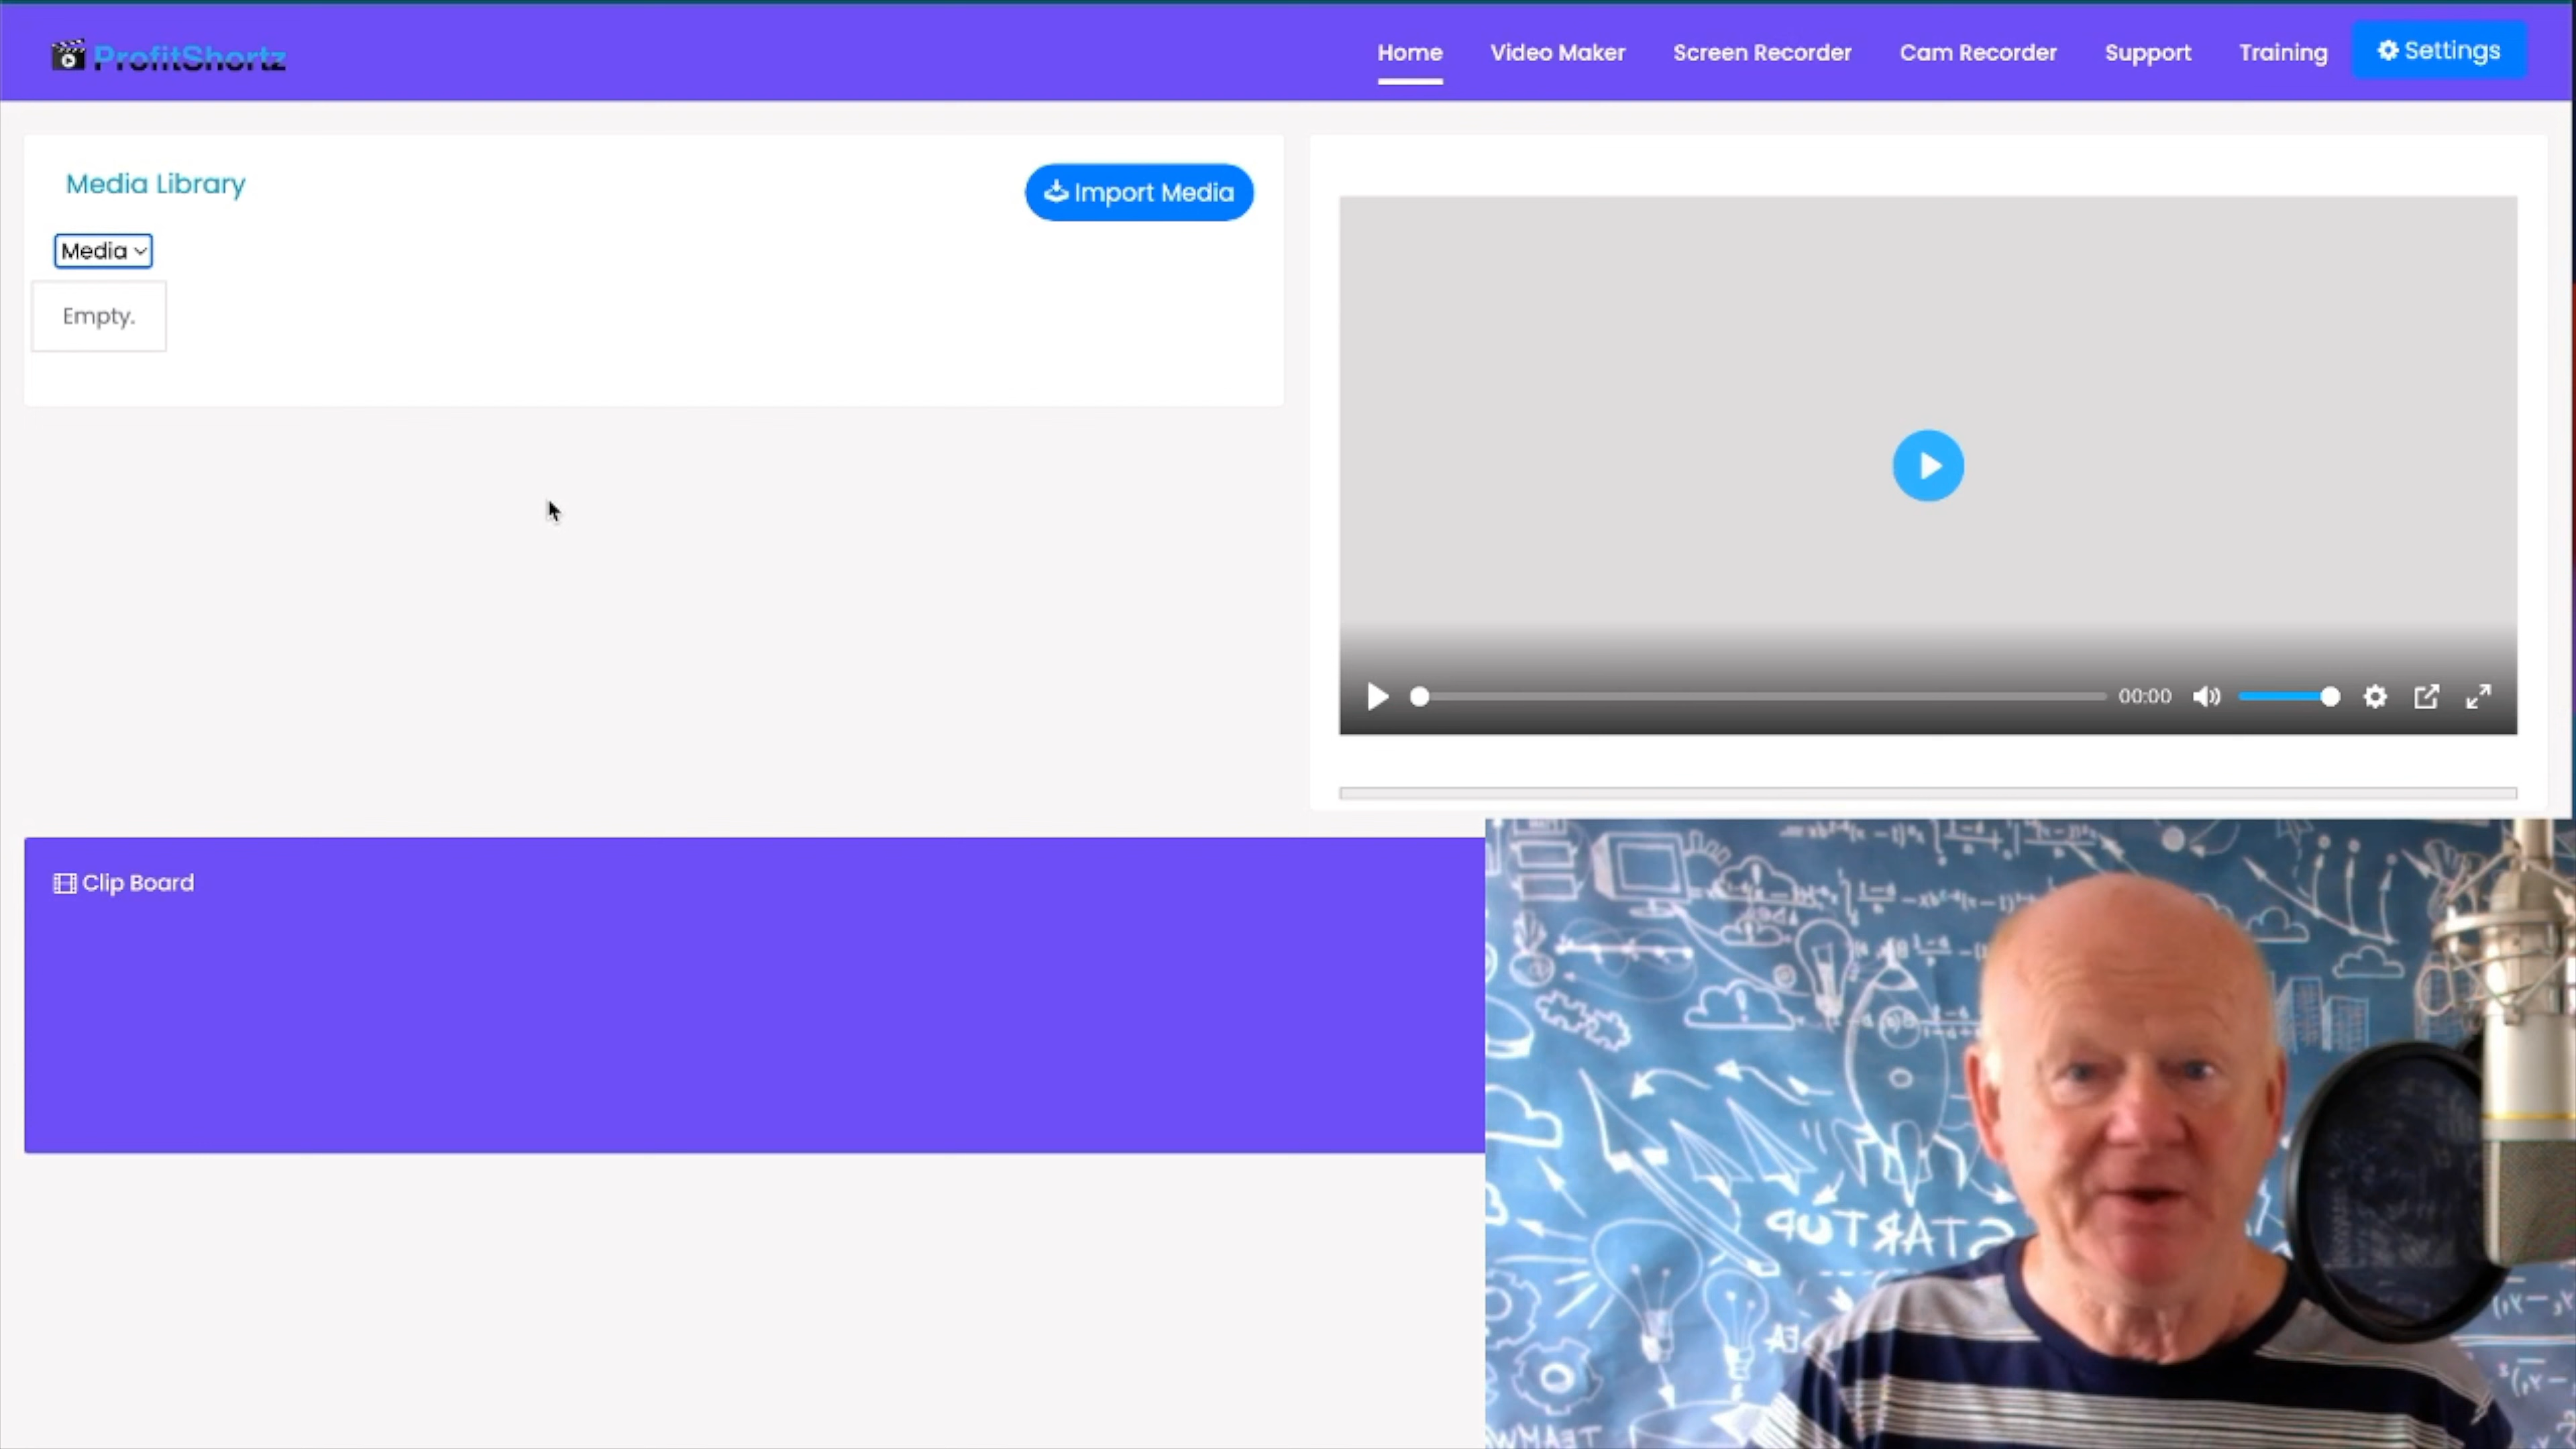 ProfitShortz
Home Video Maker Screen Recorder Cam Recorder Support Training Settings
Media Library
Import Media
Media
Empty.
00:00
Clip Board
STARTUP